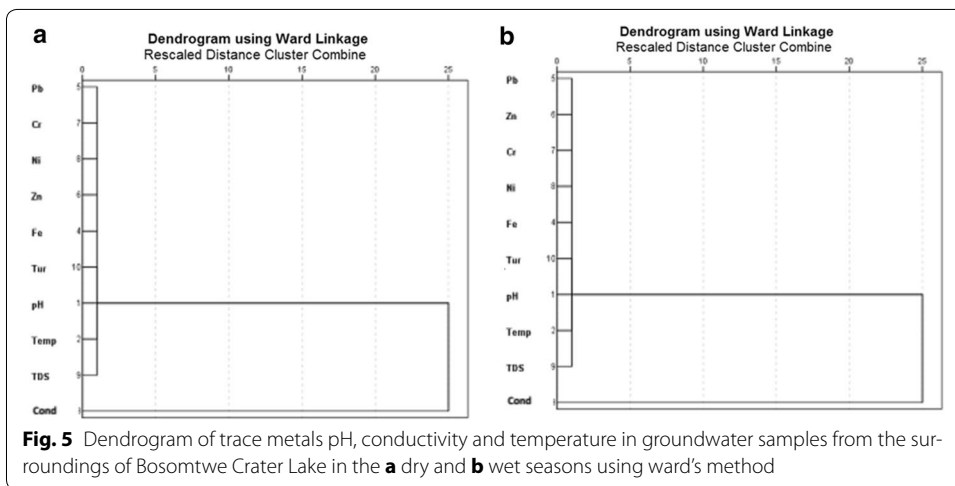 a
Dendrogram using Ward Linkage
Rescaled Distance Cluster Combine
0 5 10 15 20 25
Pb 5
Cr 7
Ni 8
Zn 6
Fe 4
Tur 10
pH 1
Temp 2
TDS 9
Cond
b
Dendrogram using Ward Linkage
Rescaled Distance Cluster Combine
0 5 10 15 20 25
Pb 5
Zn 6
Cr 7
Ni 8
Fe 4
Tur 10
pH 1
Temp 2
TDS 9
Cond
Fig. 5 Dendrogram of trace metals pH, conductivity and temperature in groundwater samples from the sur-
roundings of Bosomtwe Crater Lake in the a dry and b wet seasons using ward's method